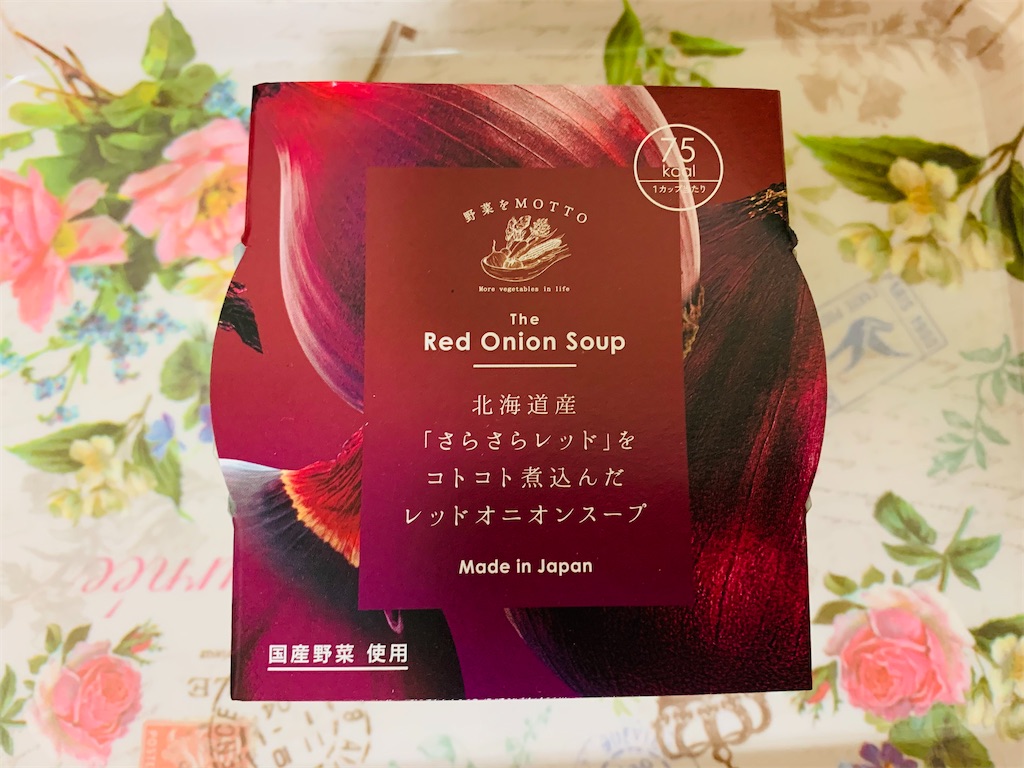 75
kcal
1カップ当たり
野菜をMOTTO
More vegetables in life
The
Red Onion Soup
北海道産
「さらさらレッド」を
コトコト煮込んだ
レッドオニオンスープ
Made in Japan
国産野菜 使用